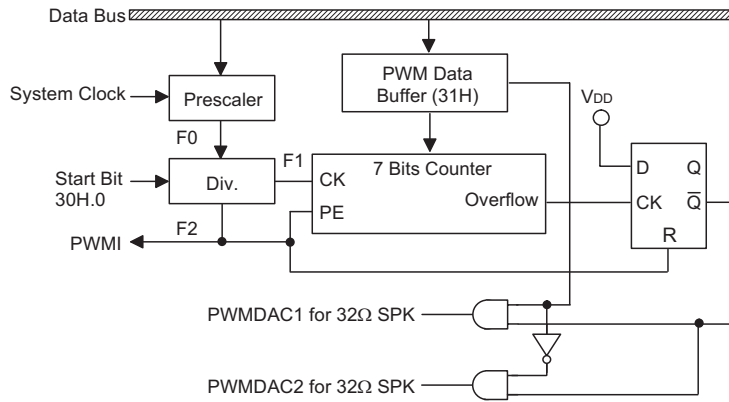 Data Bus
System Clock
Prescaler
PWM Data
Buffer (31H)
VDD
F0
F1
Start Bit
30H.0
Div.
7 Bits Counter
CK
PE
Overflow
D
Q
CK
Q̅
R
F2
PWMI
PWMDAC1 for 32Ω SPK
PWMDAC2 for 32Ω SPK